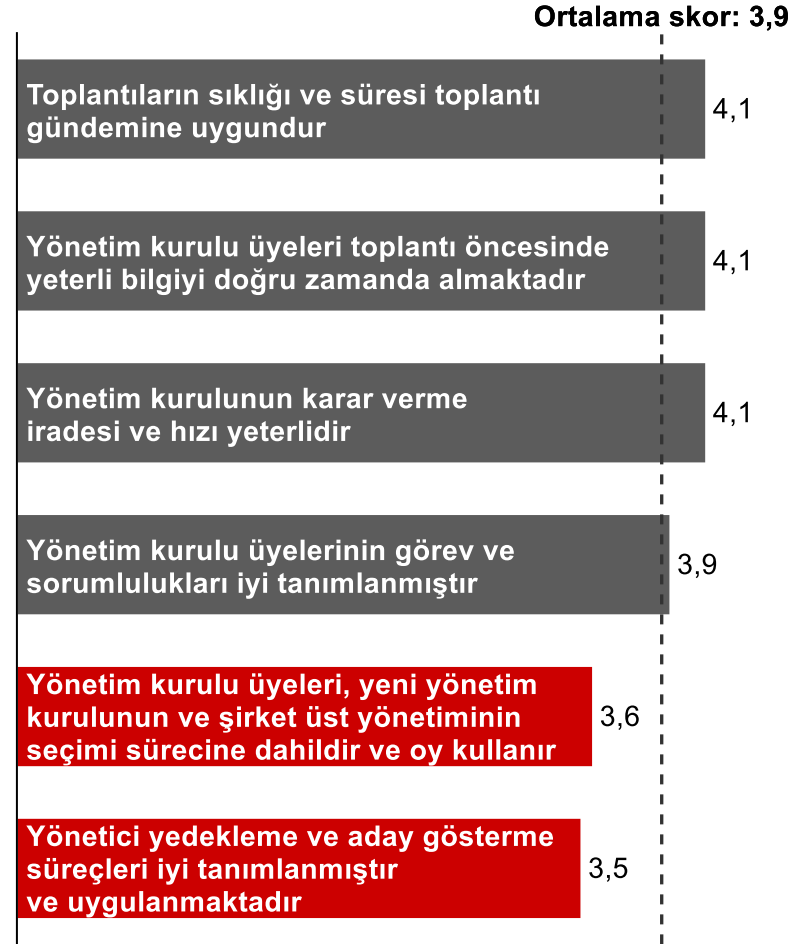 Ortalama skor: 3,9
Toplantıların sıklığı ve süresi toplantı
gündemine uygundur
4,1
Yönetim kurulu üyeleri toplantı öncesinde
yeterli bilgiyi doğru zamanda almaktadır
4,1
Yönetim kurulunun karar verme
iradesi ve hızı yeterlidir
4,1
Yönetim kurulu üyelerinin görev ve
sorumlulukları iyi tanımlanmıştır
3,9
Yönetim kurulu üyeleri, yeni yönetim
kurulunun ve şirket üst yönetiminin
seçimi sürecine dahildir ve oy kullanır
3,6
Yönetici yedekleme ve aday gösterme
süreçleri iyi tanımlanmıştır
ve uygulanmaktadır
3,5